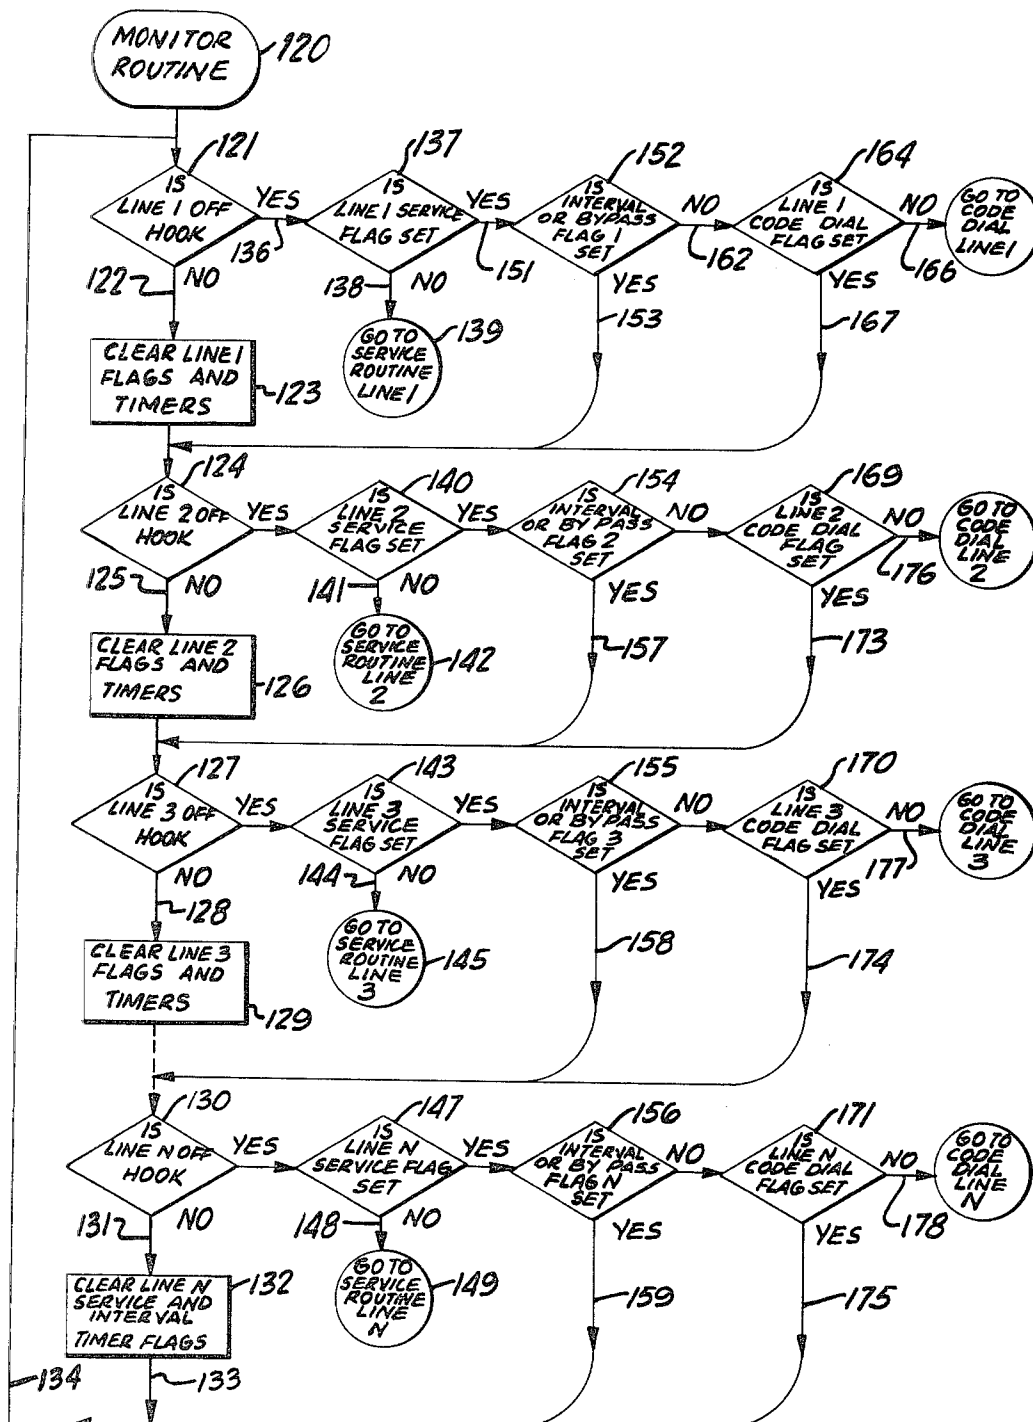 MONITOR
ROUTINE
120
121
IS
LINE 1 OFF
HOOK
YES
136
NO
122
137
IS
LINE 1 SERVICE
FLAG SET
YES
151
138
NO
139
GO TO
SERVICE
ROUTINE
LINE 1
152
IS
INTERVAL
OR BYPASS
FLAG 1
SET
NO
162
YES
153
164
IS
LINE 1
CODE DIAL
FLAG SET
NO
166
YES
167
GO TO
CODE
DIAL
LINE 1
CLEAR LINE 1
FLAGS AND
TIMERS
123
124
IS
LINE 2 OFF
HOOK
YES
125
NO
140
IS
LINE 2
SERVICE
FLAG SET
YES
141
NO
GO TO
SERVICE
ROUTINE
LINE
2
142
154
IS
INTERVAL
OR BY PASS
FLAG 2
SET
NO
YES
157
169
IS
LINE 2
CODE DIAL
FLAG
SET
NO
176
YES
173
GO TO
CODE
DIAL
LINE
2
CLEAR LINE 2
FLAGS AND
TIMERS
126
127
IS
LINE 3 OFF
HOOK
YES
NO
128
143
IS
LINE 3
SERVICE
FLAG SET
YES
144
NO
GO TO
SERVICE
ROUTINE
LINE
3
145
155
IS
INTERVAL
OR BY PASS
FLAG 3
SET
NO
YES
158
170
IS
LINE 3
CODE DIAL
FLAG SET
NO
177
YES
174
GO TO
CODE
DIAL
LINE
3
CLEAR LINE 3
FLAGS AND
TIMERS
129
130
IS
LINE N OFF
HOOK
YES
131
NO
147
IS
LINE N
SERVICE FLAG
SET
YES
148
NO
GO TO
SERVICE
ROUTINE
LINE
N
149
156
IS
INTERVAL
OR BY PASS
FLAG N
SET
NO
YES
159
171
IS
LINE N
CODE DIAL
FLAG SET
NO
178
YES
175
GO TO
CODE
DIAL
LINE
N
CLEAR LINE N
SERVICE AND
INTERVAL
TIMER FLAGS
132
134
133